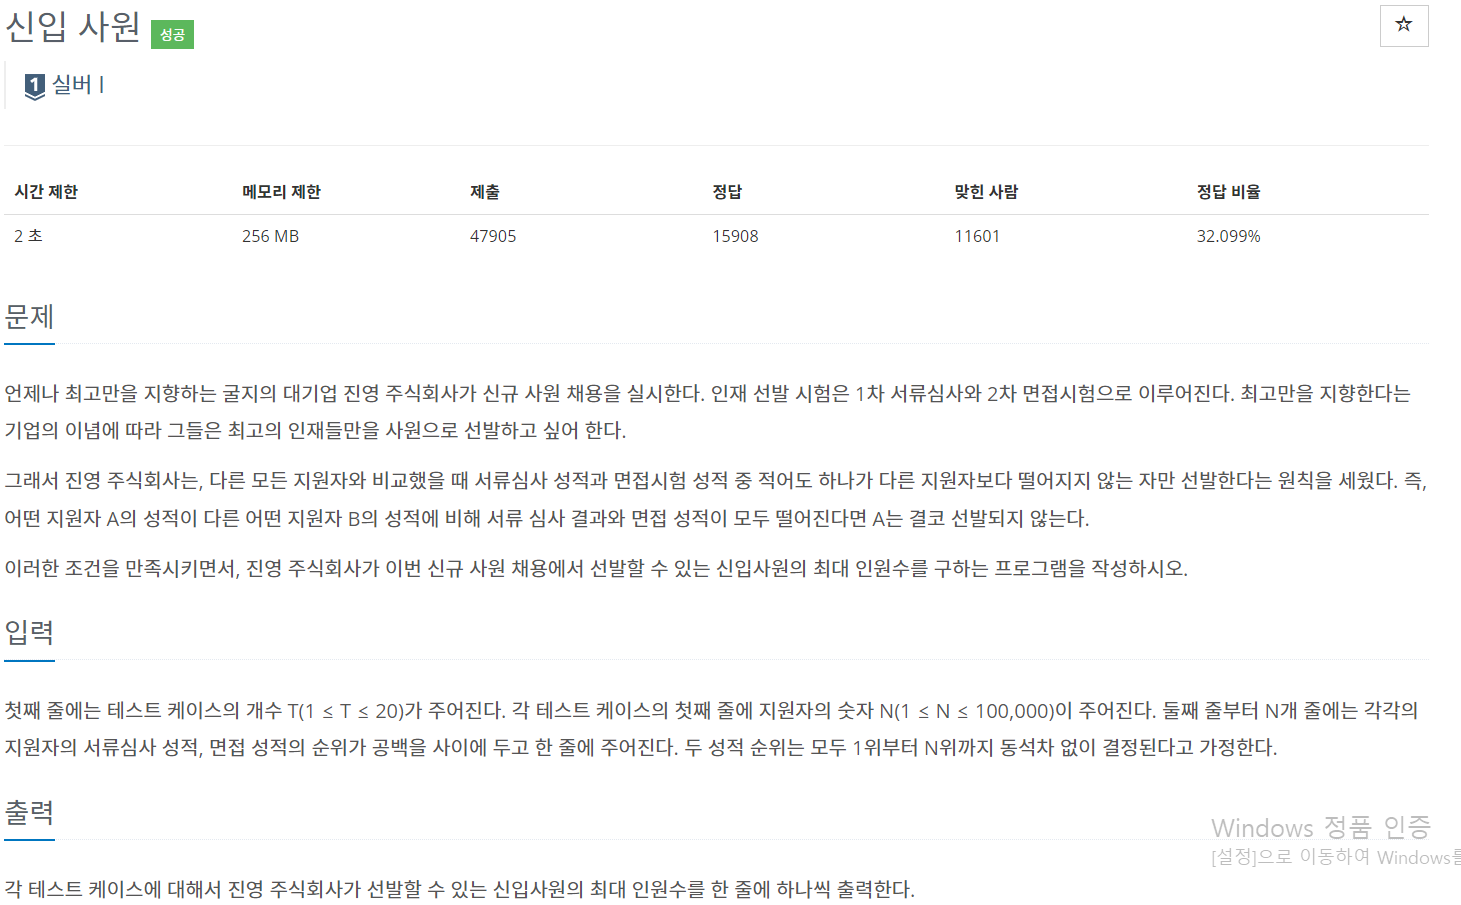 신입 사원 성공
☆
1 실버 I
시간 제한 메모리 제한 제출 정답 맞힌 사람 정답 비율
2 초 256 MB 47905 15908 11601 32.099%
문제
언제나 최고만을 지향하는 굴지의 대기업 진영 주식회사가 신규 사원 채용을 실시한다. 인재 선발 시험은 1차 서류심사와 2차 면접시험으로 이루어진다. 최고만을 지향한다는
기업의 이념에 따라 그들은 최고의 인재들만을 사원으로 선발하고 싶어 한다.
그래서 진영 주식회사는, 다른 모든 지원자와 비교했을 때 서류심사 성적과 면접시험 성적 중 적어도 하나가 다른 지원자보다 떨어지지 않는 자만 선발한다는 원칙을 세웠다. 즉,
어떤 지원자 A의 성적이 다른 어떤 지원자 B의 성적에 비해 서류 심사 결과와 면접 성적이 모두 떨어진다면 A는 결코 선발되지 않는다.
이러한 조건을 만족시키면서, 진영 주식회사가 이번 신규 사원 채용에서 선발할 수 있는 신입사원의 최대 인원수를 구하는 프로그램을 작성하시오.
입력
첫째 줄에는 테스트 케이스의 개수 T(1 ≤ T ≤ 20)가 주어진다. 각 테스트 케이스의 첫째 줄에 지원자의 숫자 N(1 ≤ N ≤ 100,000)이 주어진다. 둘째 줄부터 N개 줄에는 각각의
지원자의 서류심사 성적, 면접 성적의 순위가 공백을 사이에 두고 한 줄에 주어진다. 두 성적 순위는 모두 1위부터 N위까지 동석차 없이 결정된다고 가정한다.
출력
Windows 정품 인증
[설정]으로 이동하여 Windows를
각 테스트 케이스에 대해서 진영 주식회사가 선발할 수 있는 신입사원의 최대 인원수를 한 줄에 하나씩 출력한다.